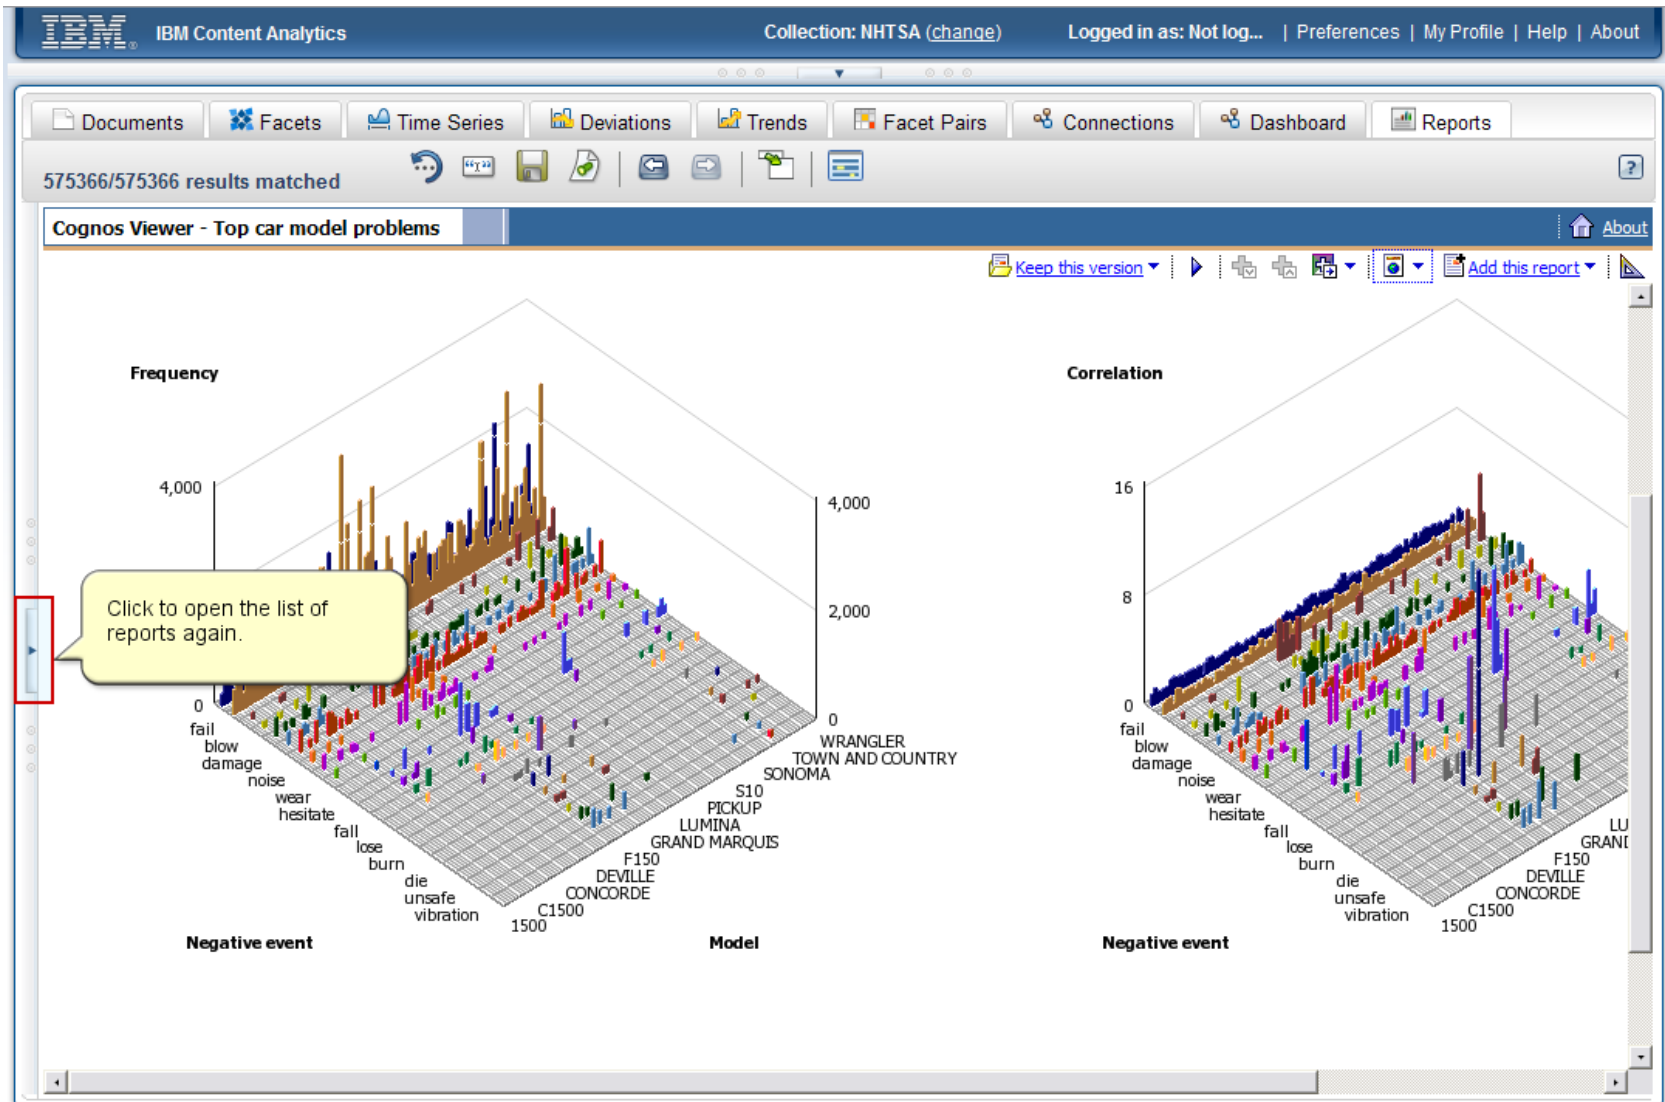 IBM® IBM Content Analytics Collection: NHTSA (change) Logged in as: Not log... | Preferences | My Profile | Help | About
Documents Facets Time Series Deviations Trends Facet Pairs Connections Dashboard Reports
575366/575366 results matched
Cognos Viewer - Top car model problems About
Keep this version Add this report
Frequency
4,000
4,000
2,000
0
0
fail
blow
damage
noise
wear
hesitate
fall
lose
burn
die
unsafe
vibration
WRANGLER
TOWN AND COUNTRY
SONOMA
S10
PICKUP
LUMINA
GRAND MARQUIS
F150
DEVILLE
CONCORDE
C1500
1500
Negative event
Model
Click to open the list of
reports again.
Correlation
16
8
0
fail
blow
damage
noise
wear
hesitate
fall
lose
burn
die
unsafe
vibration
LU
GRAND
F150
DEVILLE
CONCORDE
C1500
1500
Negative event